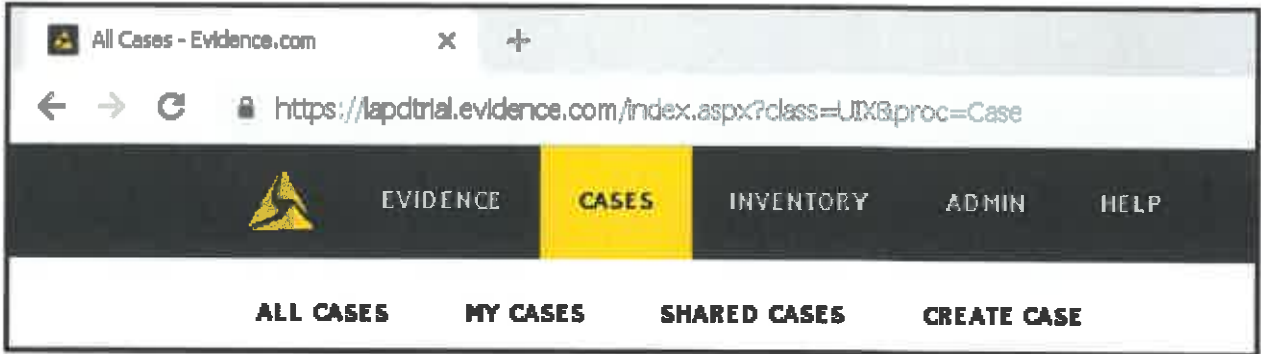 All Cases - Evidence.com
https://lapdtrial.evidence.com/index.aspx?class=UIX&proc=Case
EVIDENCE CASES INVENTORY ADMIN HELP
ALL CASES MY CASES SHARED CASES CREATE CASE